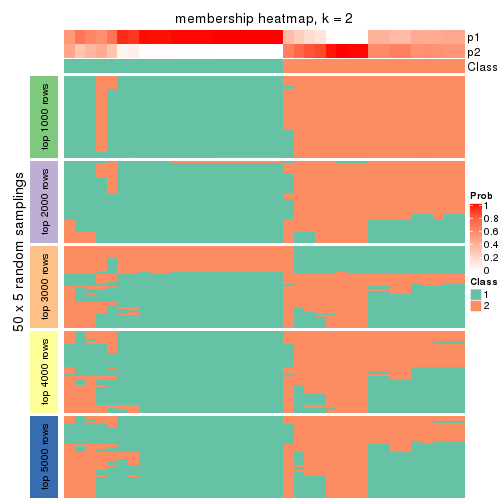 membership heatmap, k = 2
p1
p2
Class
50 x 5 random samplings
top 1000 rows
top 2000 rows
top 3000 rows
top 4000 rows
top 5000 rows
Prob
1
0.8
0.6
0.4
0.2
0
Class
1
2